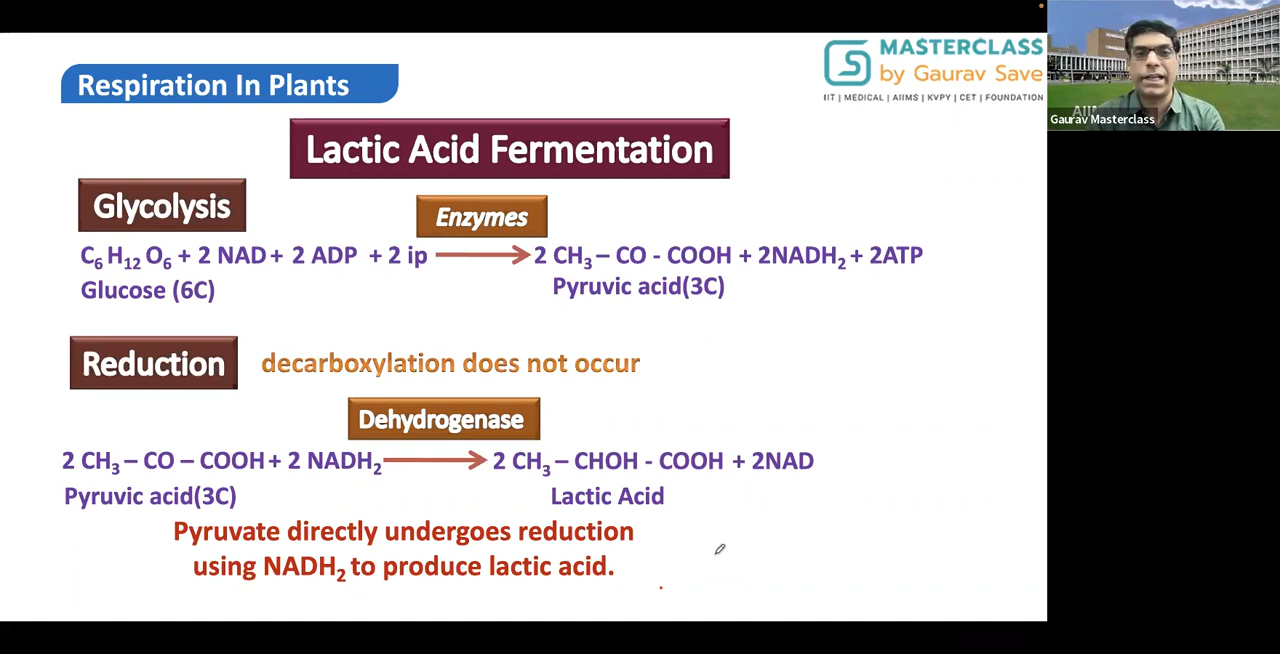 MASTERCLASS
by Gaurav Save
IIT | MEDICAL | AIIMS | KVPY | CET | FOUNDATION
Gaurav Masterclass
Respiration In Plants
Lactic Acid Fermentation
Glycolysis
Enzymes
C6 H12 O6 + 2 NAD + 2 ADP + 2 ip → 2 CH3 – CO - COOH + 2NADH2 + 2ATP
Glucose (6C) Pyruvic acid(3C)
Reduction decarboxylation does not occur
Dehydrogenase
2 CH3 – CO – COOH + 2 NADH2 → 2 CH3 – CHOH - COOH + 2NAD
Pyruvic acid(3C) Lactic Acid
Pyruvate directly undergoes reduction
using NADH2 to produce lactic acid.